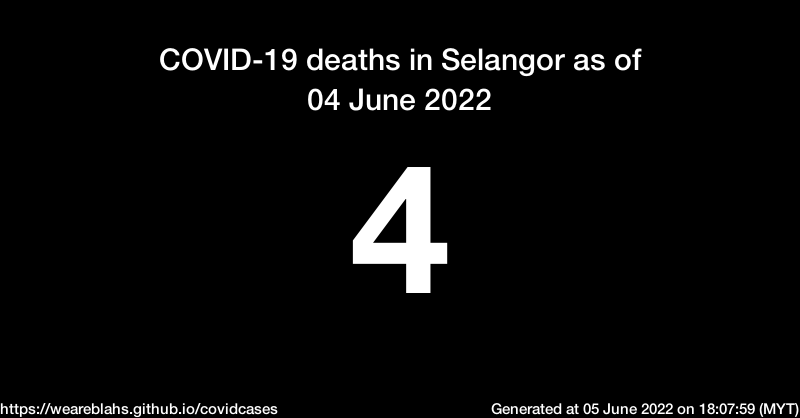 COVID-19 deaths in Selangor as of
04 June 2022
4
https://weareblahs.github.io/covidcases
Generated at 05 June 2022 on 18:07:59 (MYT)